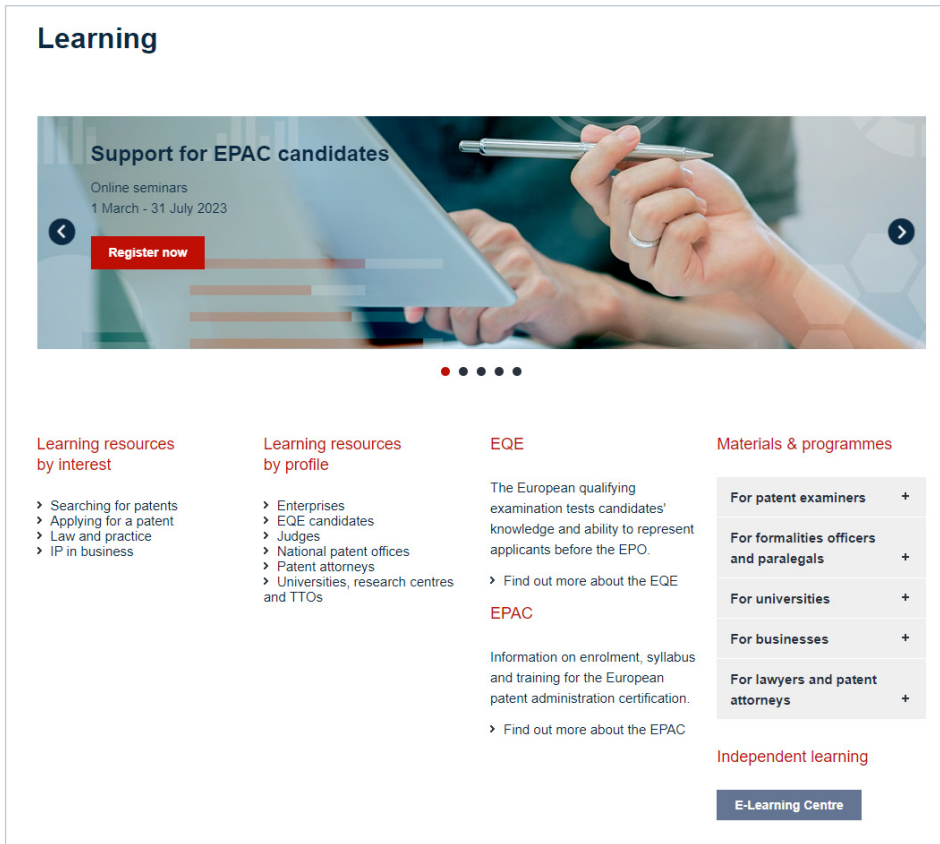 Learning
Support for EPAC candidates
Online seminars
1 March - 31 July 2023
Register now
Learning resources
by interest
Searching for patents
Applying for a patent
Law and practice
IP in business
Learning resources
by profile
Enterprises
EQE candidates
Judges
National patent offices
Patent attorneys
Universities, research centres
and TTOs
EQE
The European qualifying
examination tests candidates'
knowledge and ability to represent
applicants before the EPO.
Find out more about the EQE
EPAC
Information on enrolment, syllabus
and training for the European
patent administration certification.
Find out more about the EPAC
Materials & programmes
For patent examiners +
For formalities officers
and paralegals +
For universities +
For businesses +
For lawyers and patent
attorneys +
Independent learning
E-Learning Centre